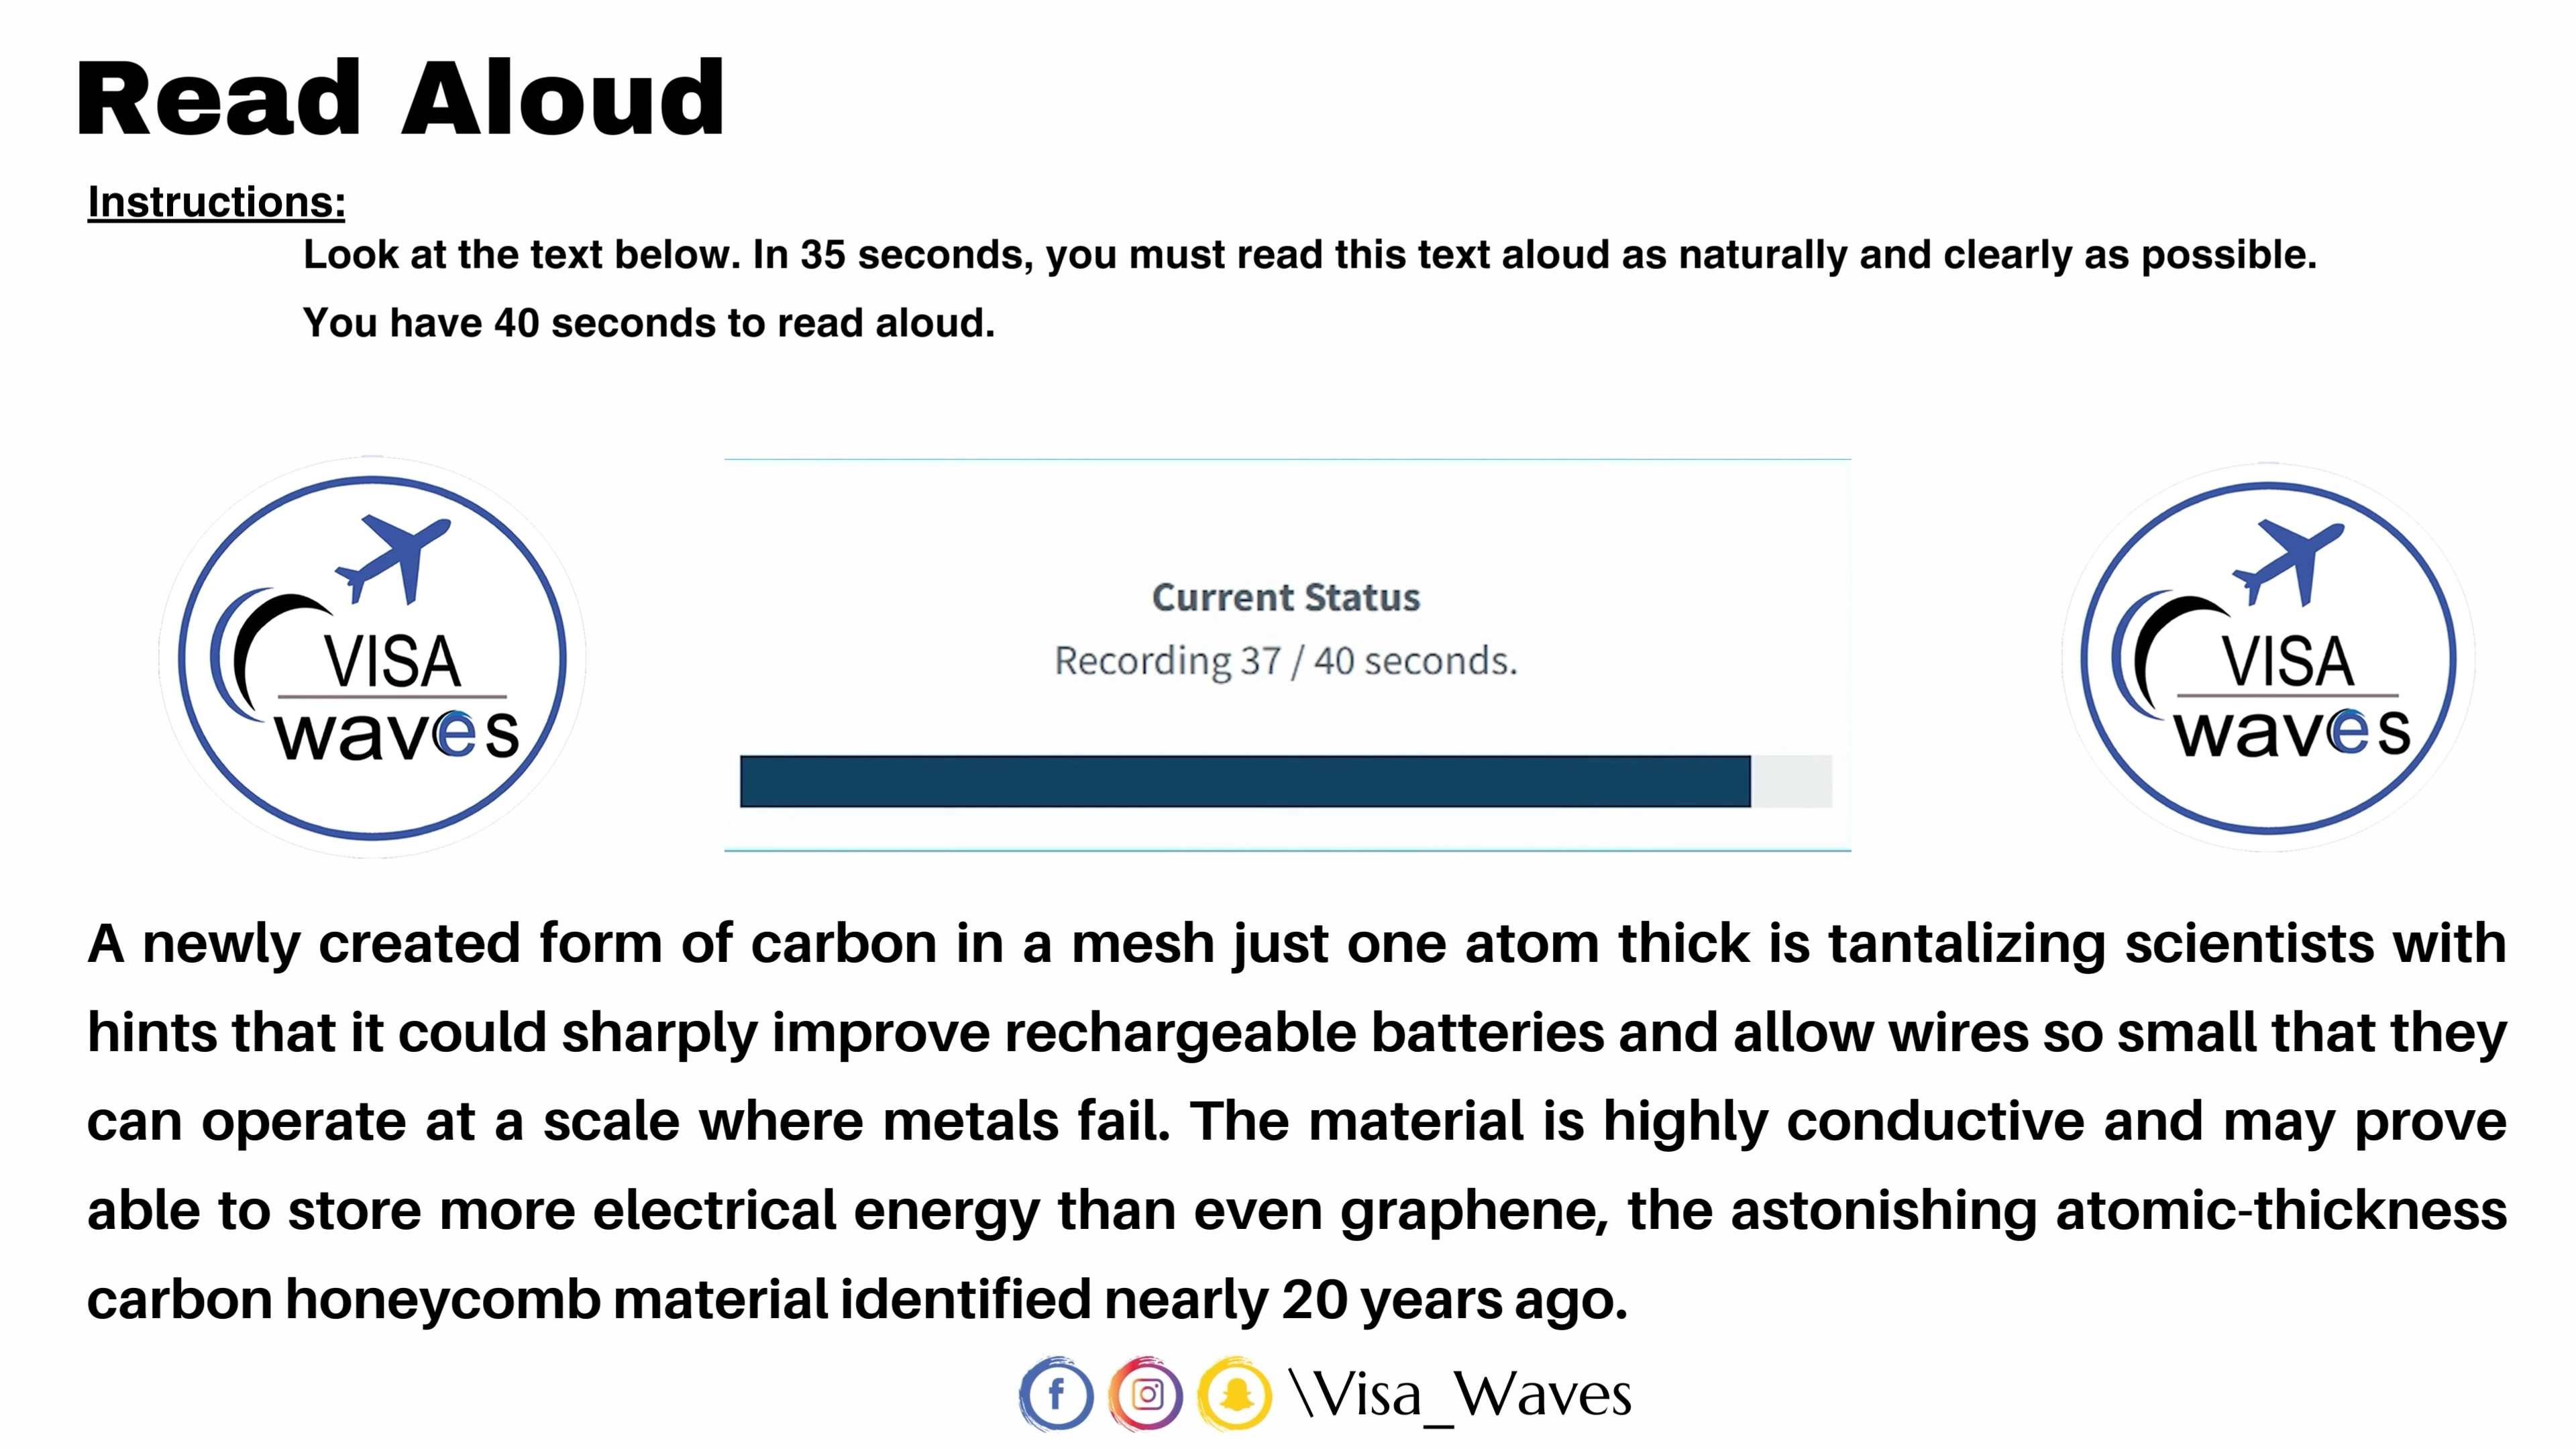 Read Aloud
Instructions:
Look at the text below. In 35 seconds, you must read this text aloud as naturally and clearly as possible.
You have 40 seconds to read aloud.
VISA
waves
Current Status
Recording 37 / 40 seconds.
VISA
waves
A newly created form of carbon in a mesh just one atom thick is tantalizing scientists with
hints that it could sharply improve rechargeable batteries and allow wires so small that they
can operate at a scale where metals fail. The material is highly conductive and may prove
able to store more electrical energy than even graphene, the astonishing atomic-thickness
carbon honeycomb material identified nearly 20 years ago.
\Visa_Waves